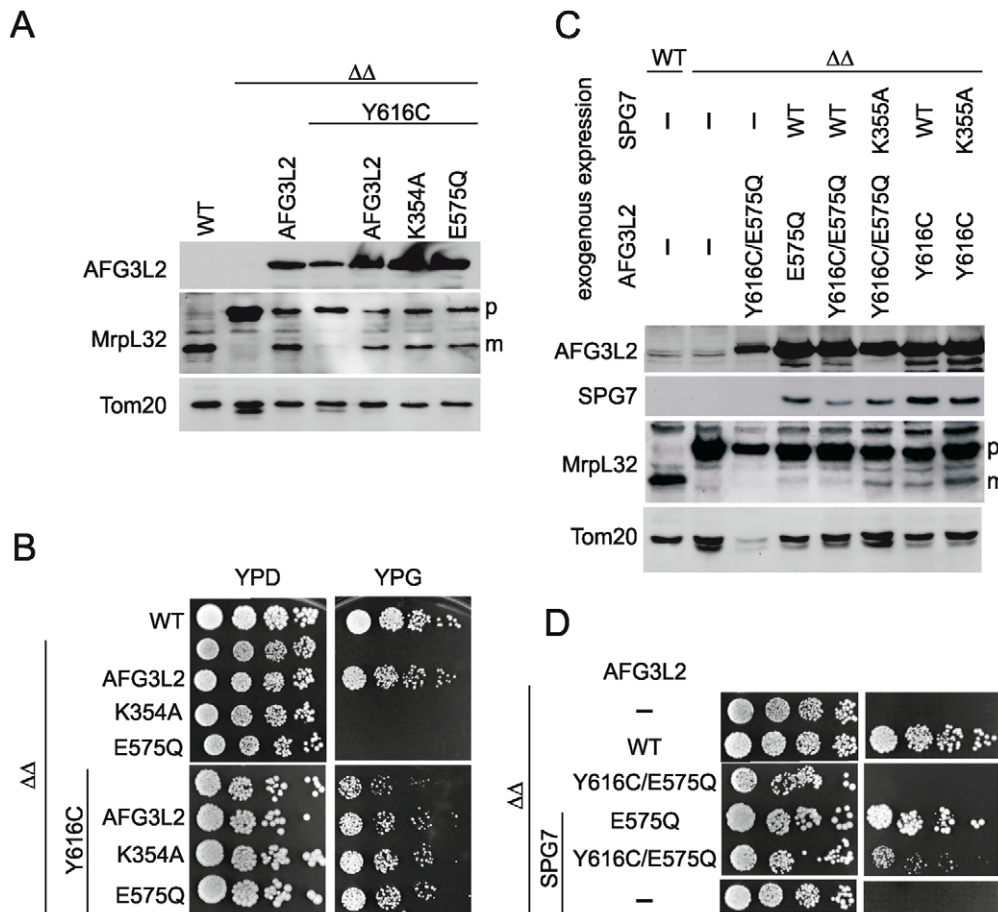 A
ΔΔ
Y616C
WT
AFG3L2
AFG3L2
K354A
E575Q
AFG3L2
MrpL32
p
m
Tom20
C
WT
ΔΔ
exogenous expression
SPG7
–
–
–
WT
WT
K355A
WT
K355A
AFG3L2
–
–
Y616C/E575Q
E575Q
Y616C/E575Q
Y616C/E575Q
Y616C
Y616C
AFG3L2
SPG7
MrpL32
p
m
Tom20
B
YPD
YPG
WT
ΔΔ
AFG3L2
K354A
E575Q
Y616C
AFG3L2
K354A
E575Q
D
AFG3L2
ΔΔ
–
WT
Y616C/E575Q
SPG7
E575Q
Y616C/E575Q
–